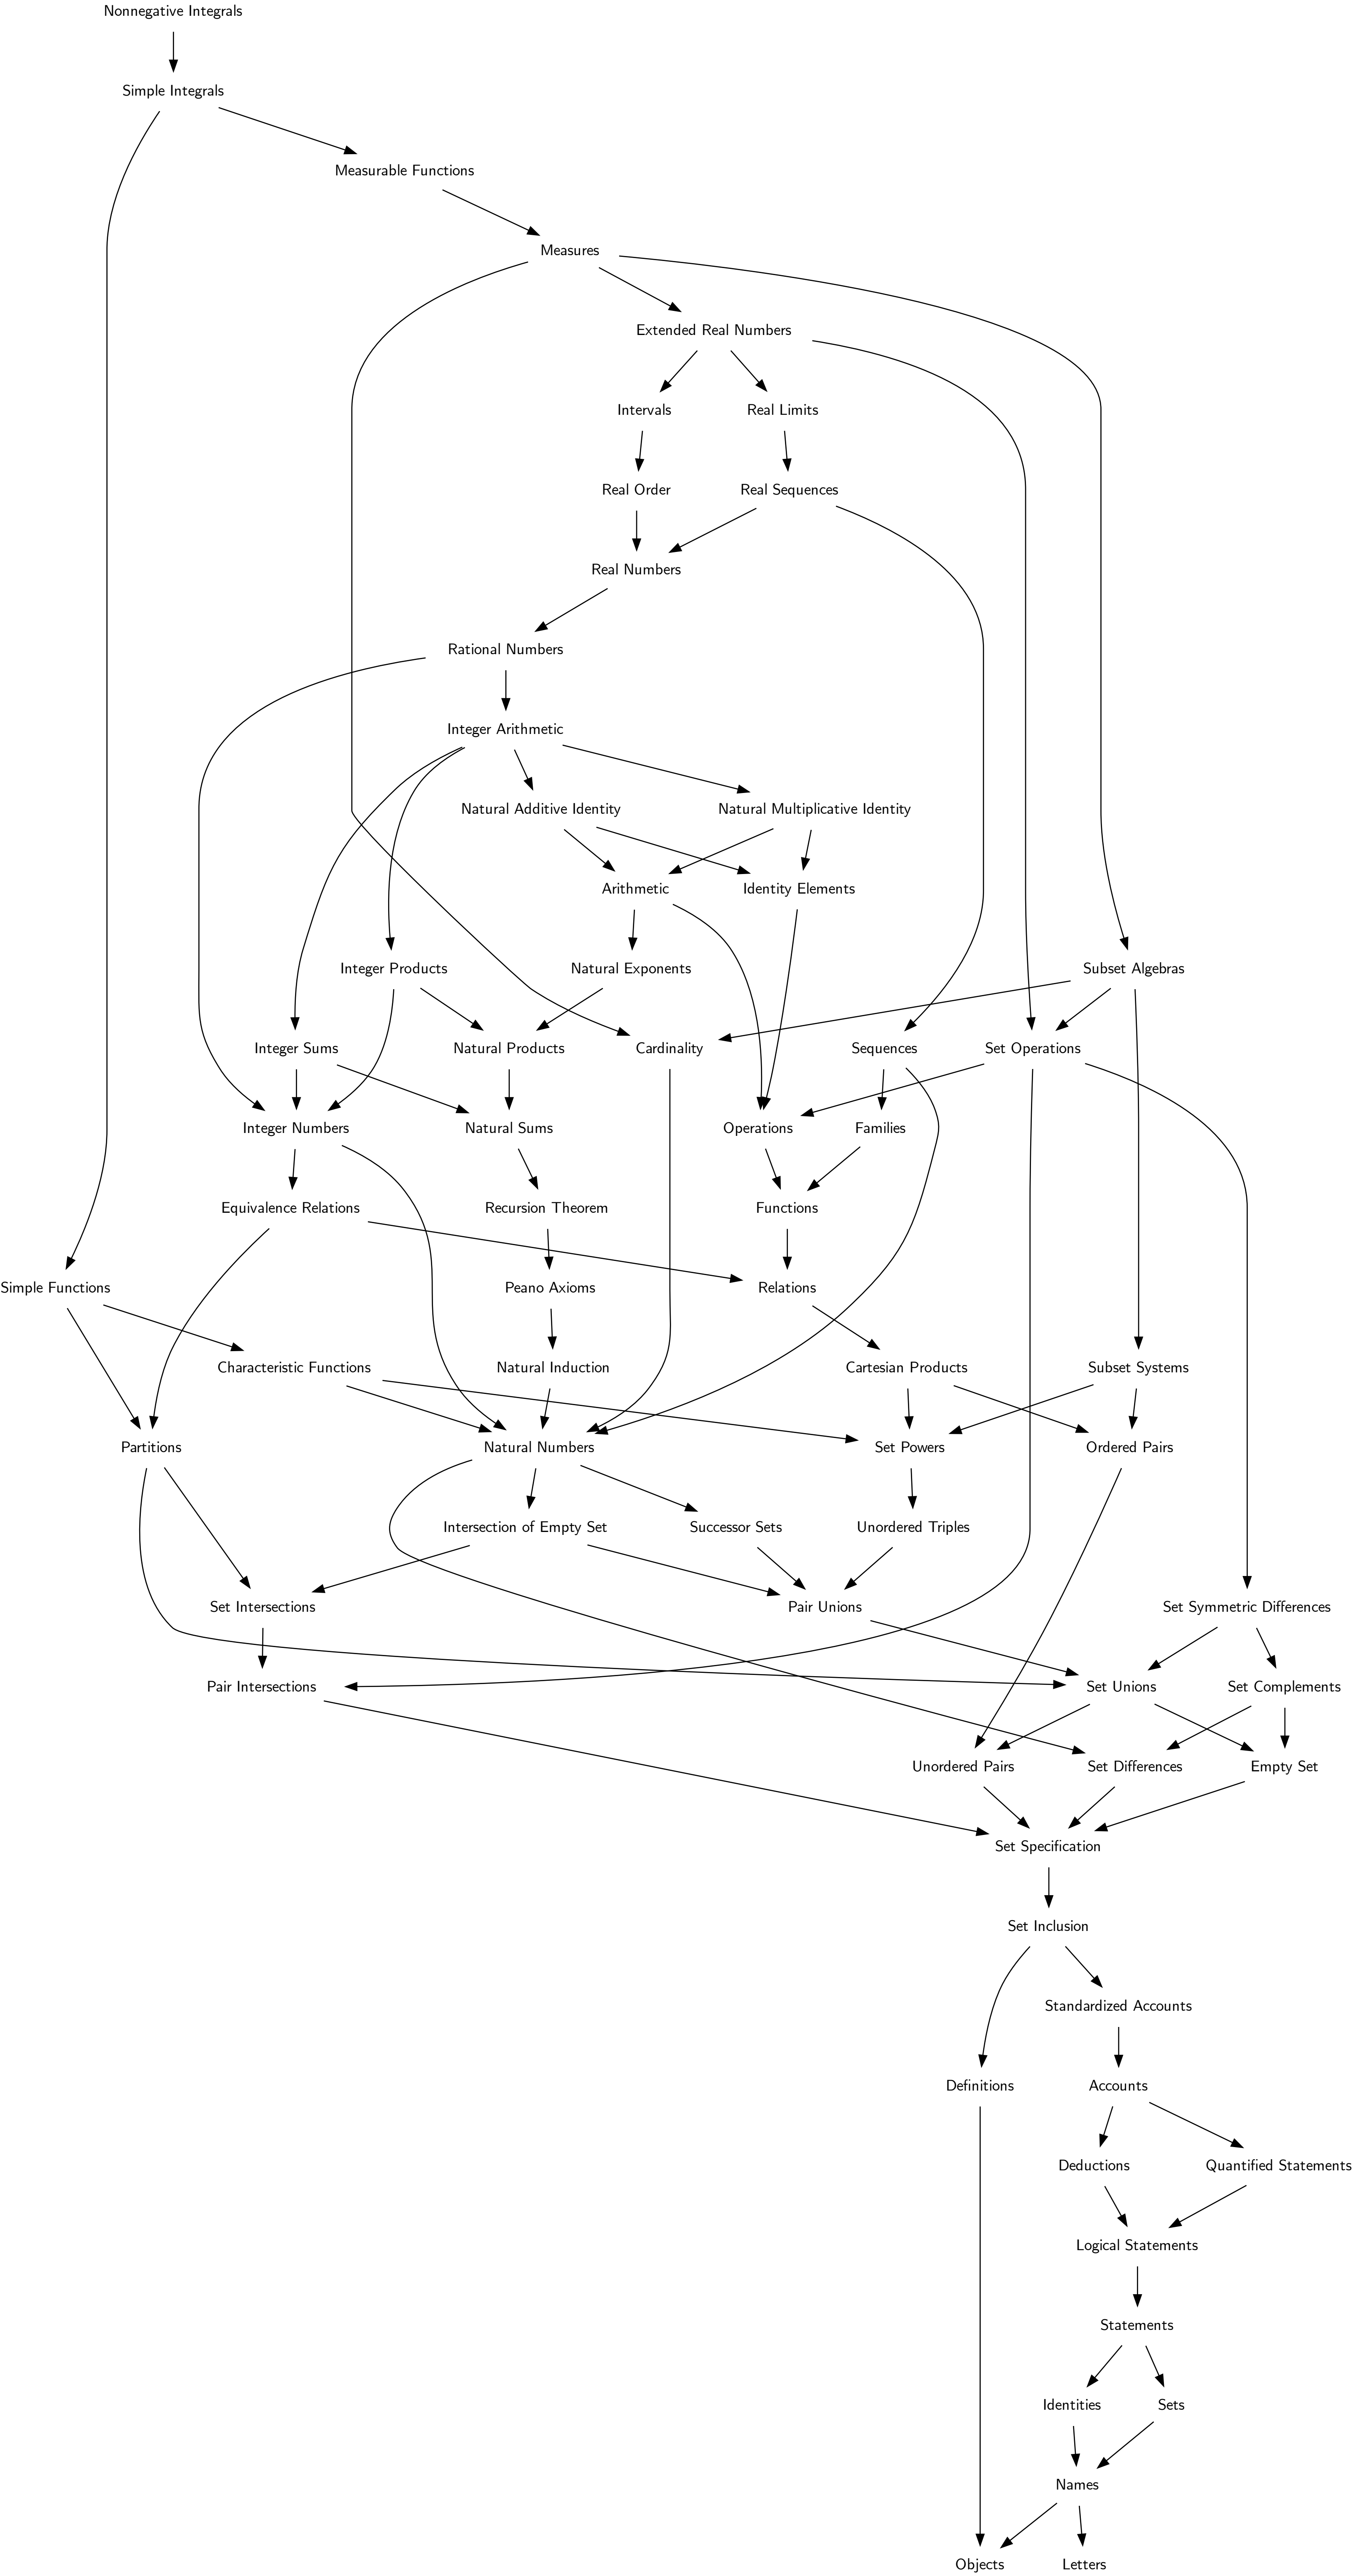 Nonnegative Integrals
Simple Integrals
Measurable Functions
Measures
Extended Real Numbers
Intervals
Real Limits
Real Order
Real Sequences
Real Numbers
Rational Numbers
Integer Arithmetic
Natural Additive Identity
Natural Multiplicative Identity
Arithmetic
Identity Elements
Integer Products
Natural Exponents
Subset Algebras
Integer Sums
Natural Products
Cardinality
Sequences
Set Operations
Integer Numbers
Natural Sums
Operations
Families
Equivalence Relations
Recursion Theorem
Functions
Simple Functions
Peano Axioms
Relations
Characteristic Functions
Natural Induction
Cartesian Products
Subset Systems
Partitions
Natural Numbers
Set Powers
Ordered Pairs
Intersection of Empty Set
Successor Sets
Unordered Triples
Set Intersections
Pair Unions
Set Symmetric Differences
Pair Intersections
Set Unions
Set Complements
Unordered Pairs
Set Differences
Empty Set
Set Specification
Set Inclusion
Standardized Accounts
Definitions
Accounts
Deductions
Quantified Statements
Logical Statements
Statements
Identities
Sets
Names
Objects
Letters